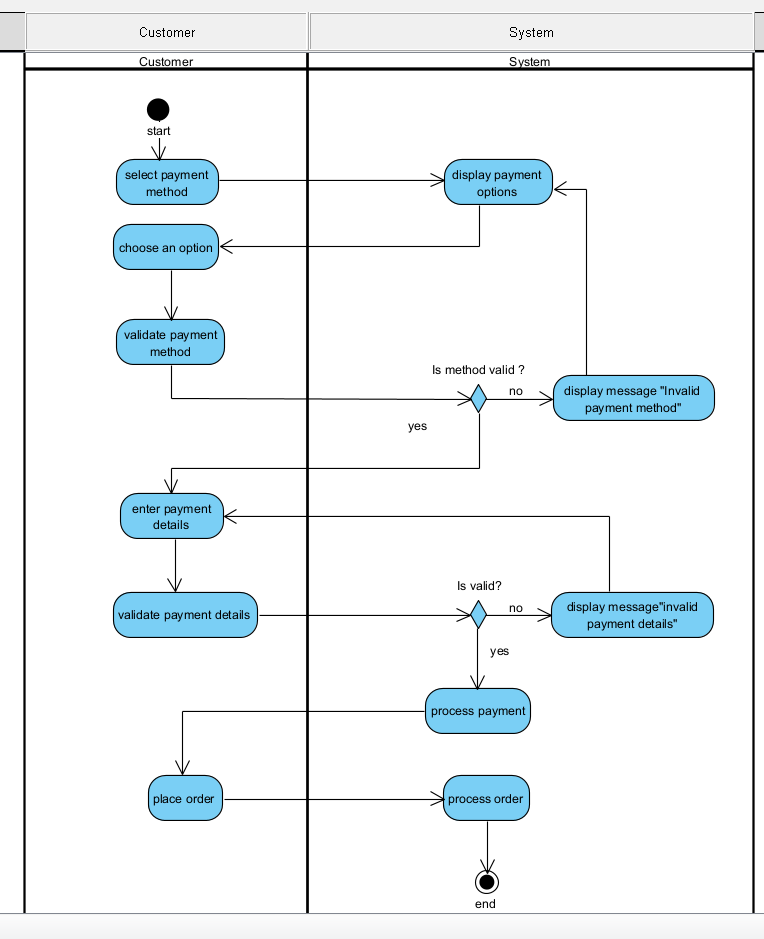 Customer
System
Customer
System
start
select payment
method
display payment
options
choose an option
validate payment
method
Is method valid ?
no
display message "Invalid
payment method"
yes
enter payment
details
Is valid?
validate payment details
no
display message"invalid
payment details"
yes
process payment
place order
process order
end